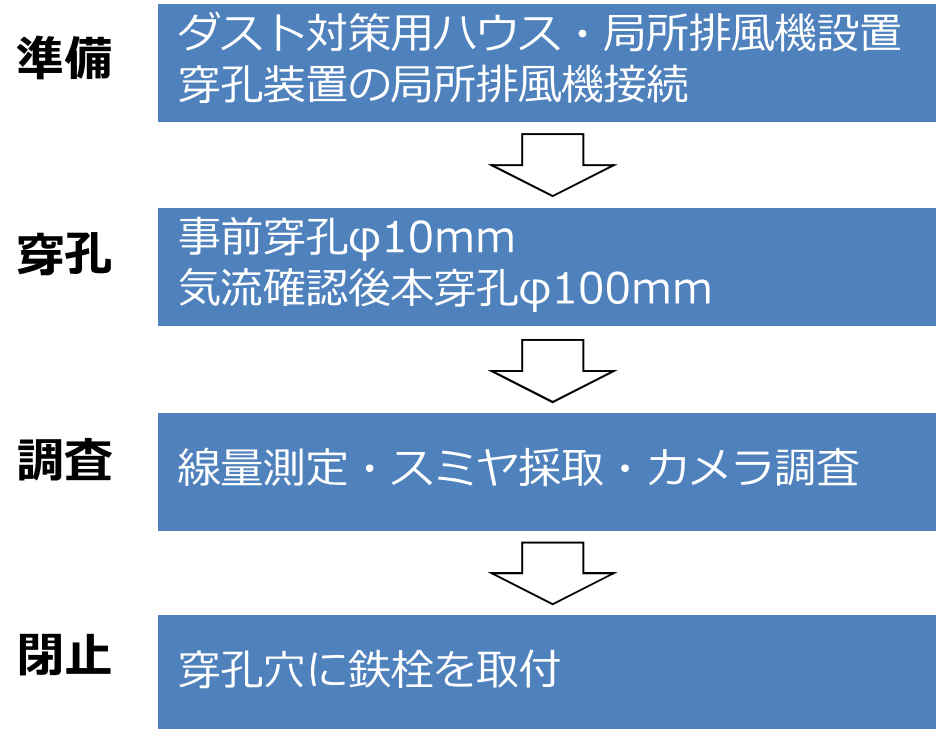 準備
ダスト対策用ハウス・局所排風機設置
穿孔装置の局所排風機接続
穿孔
事前穿孔φ10mm
気流確認後本穿孔φ100mm
調査
線量測定・スミヤ採取・カメラ調査
閉止
穿孔穴に鉄栓を取付